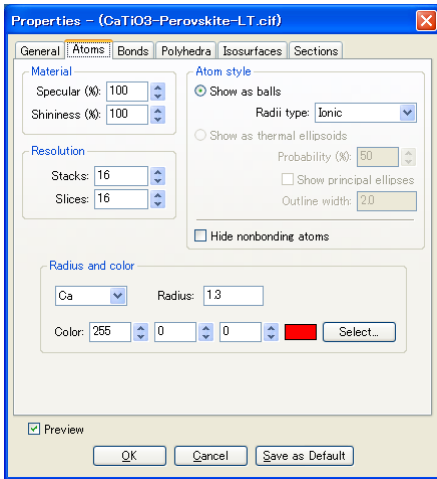 Properties - (CaTiO3-Perovskite-LT.cif)
General Atoms Bonds Polyhedra Isosurfaces Sections
Material
Specular (%): 100
Shininess (%): 100
Resolution
Stacks: 16
Slices: 16
Atom style
Show as balls
Radii type: Ionic
Show as thermal ellipsoids
Probability (%): 50
Show principal ellipses
Outline width: 2.0
Hide nonbonding atoms
Radius and color
Ca Radius: 1.3
Color: 255 0 0 Select...
Preview
OK Cancel Save as Default